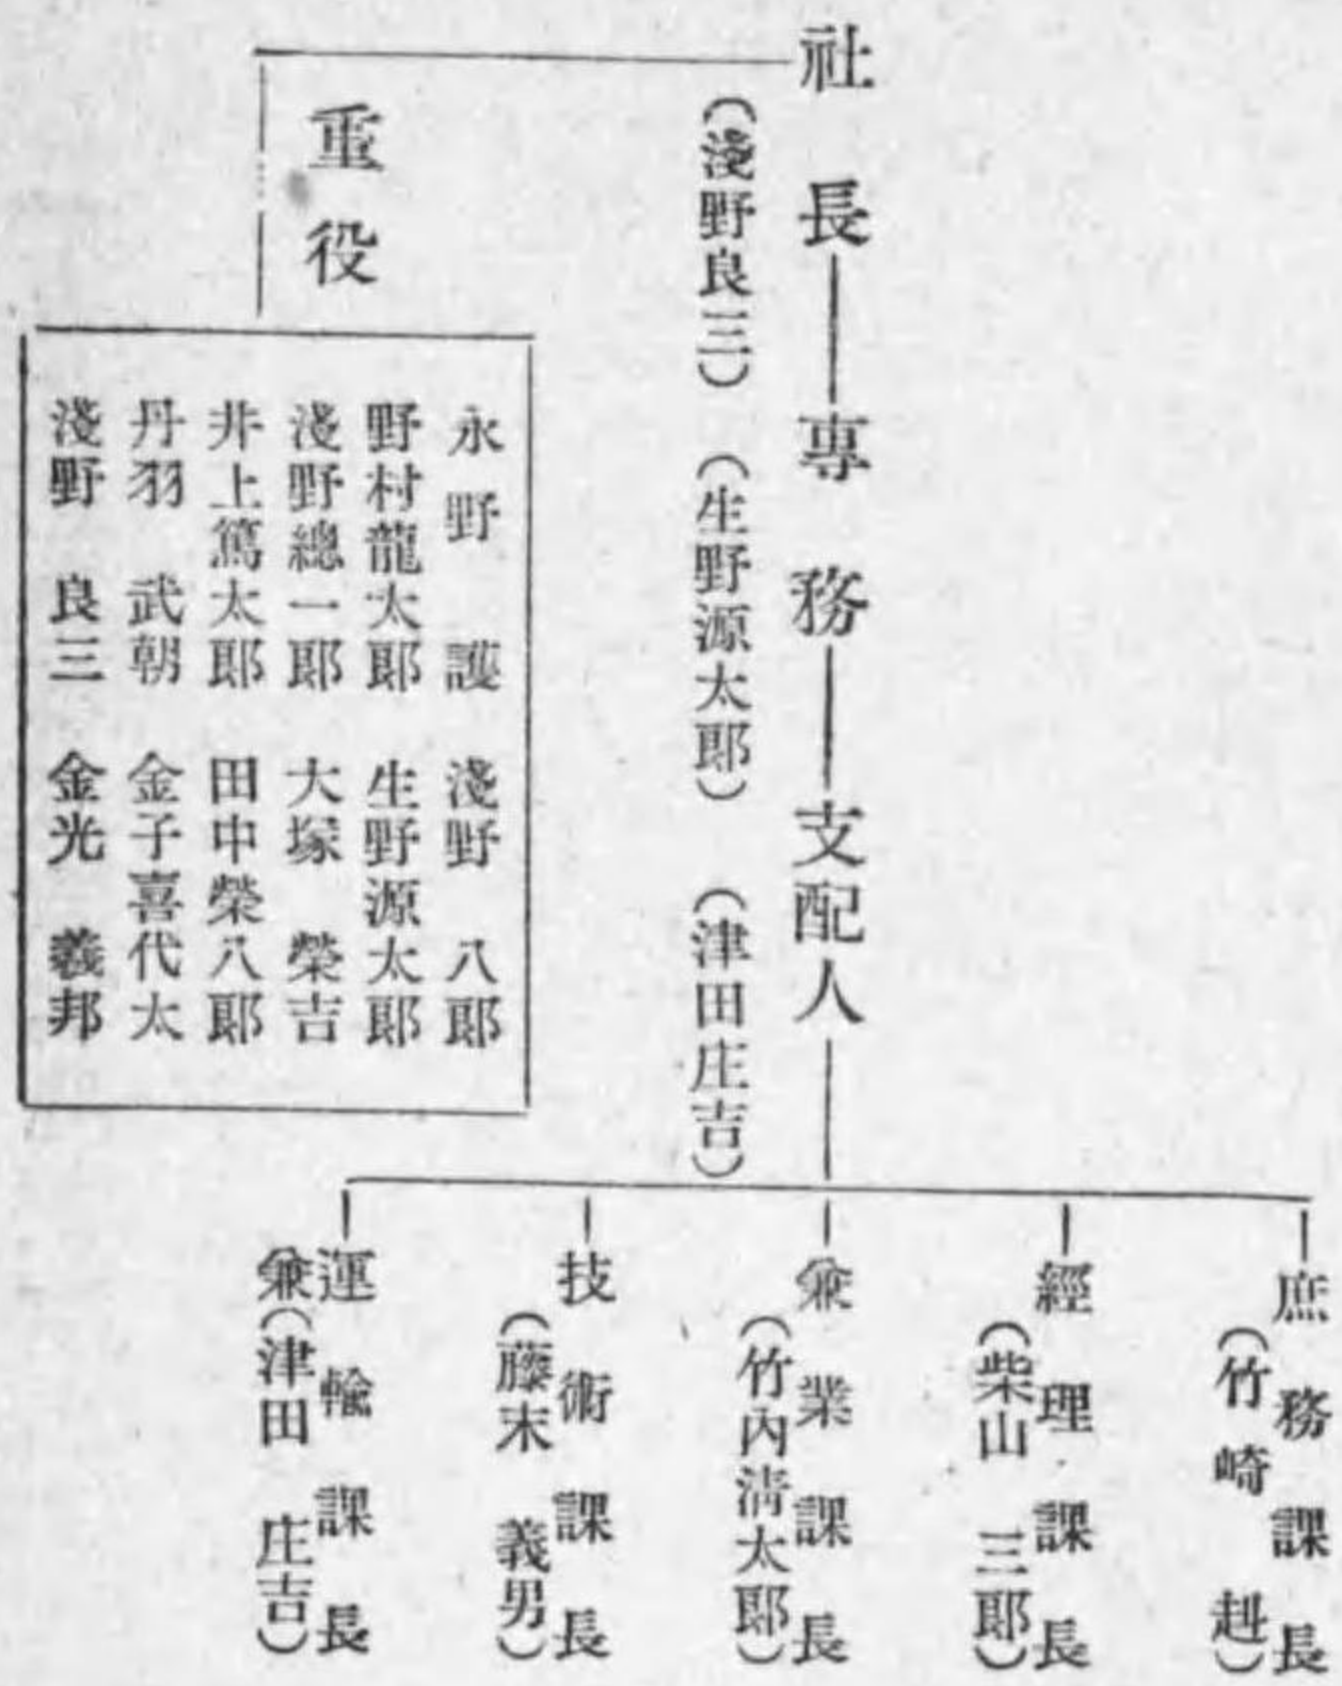 社長―專務―支配人
(淺野良三) (生野源太郎) (津田庄吉)
重役
永野護 淺野八郎
野村龍太郎 生野源太郎
淺野總一郎 大塚榮吉
井上篤太郎 田中榮八郎
丹羽武朝 金子喜代太
淺野良三 金光義邦
庶務課長
(竹崎赳)
經理課長
(柴山三郎)
兼業課長
(竹內淸太郎)
技術課長
(藤末義男)
運輸課長
兼(津田庄吉)